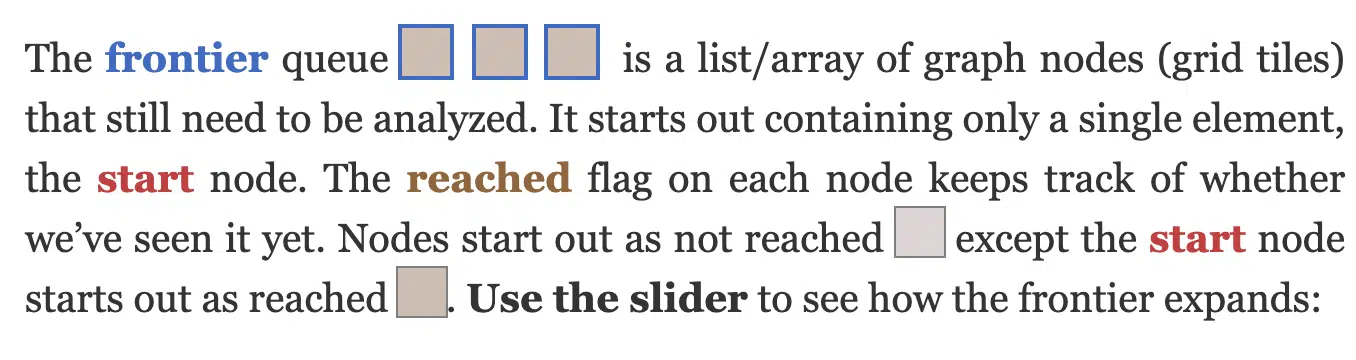 The frontier queue is a list/array of graph nodes (grid tiles)
that still need to be analyzed. It starts out containing only a single element,
the start node. The reached flag on each node keeps track of whether
we’ve seen it yet. Nodes start out as not reached except the start node
starts out as reached . Use the slider to see how the frontier expands: